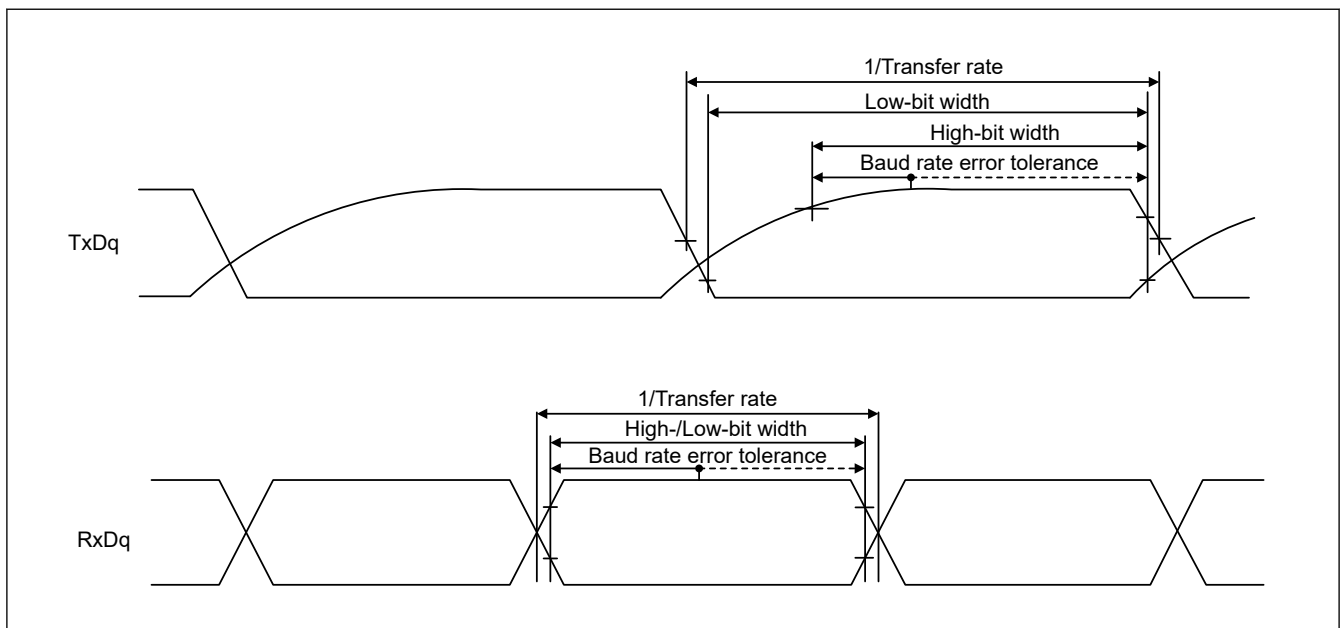 1/Transfer rate
Low-bit width
High-bit width
Baud rate error tolerance
TxDq
1/Transfer rate
High-/Low-bit width
Baud rate error tolerance
RxDq